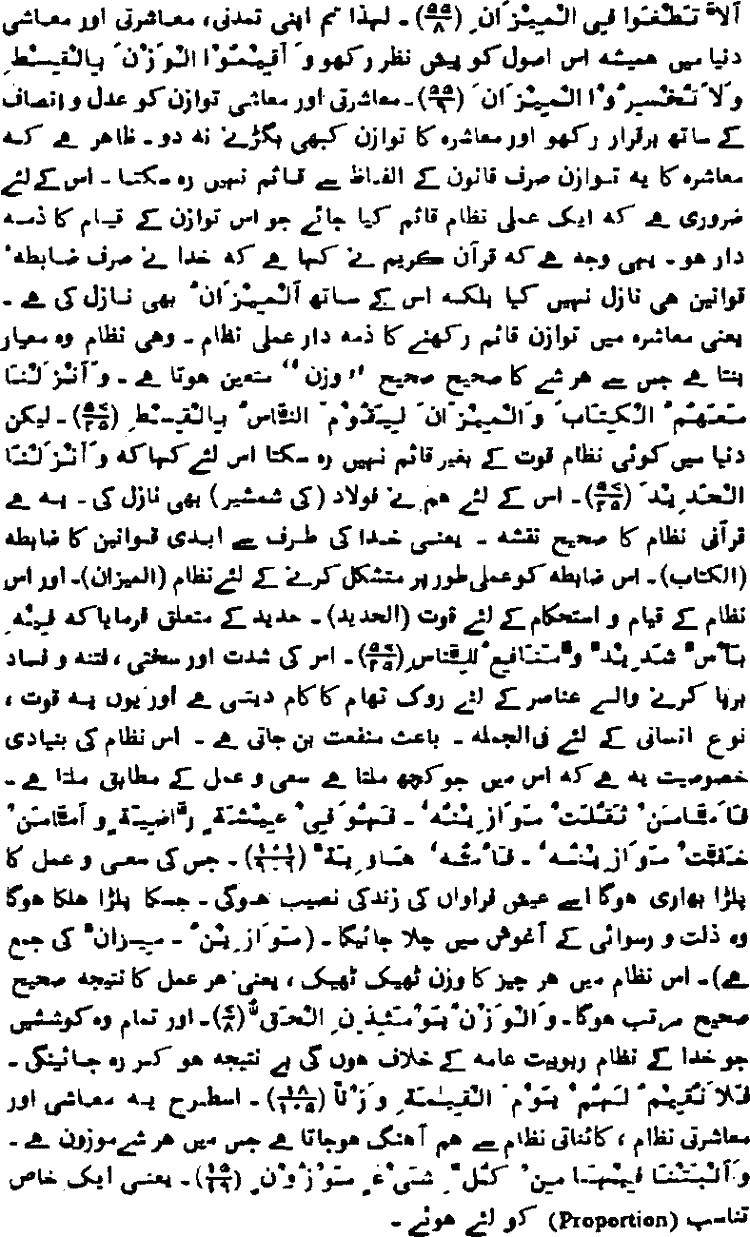 اَلاَّ تَطْغَوْا فِی الْمِیْزَانِ (۵۵/۸) ۔ لہذا تم اپنی تمدنی، معاشرتی اور معاشی
دنیا میں ہمیشہ اس اصول کو پیش نظر رکھو وَ اَقِیْمُوْا الْوَزْنَ بِالْقِسْطِ
وَلاَ تُخْسِرُوْا الْمِیْزَانَ (۵۵/۹)۔ معاشرتی اور معاشی توازن کو عدل و انصاف
کے ساتھ برقرار رکھو اور معاشرہ کا توازن کبھی بگڑنے نہ دو ۔ ظاہر ہے کہ
معاشرہ کا یہ توازن صرف قانون کے الفاظ سے قائم نہیں رہ سکتا ۔ اس کے لئے
ضروری ہے کہ ایک عملی نظام قائم کیا جائے جو اس توازن کے قیام کا ذمہ
دار ہو ۔ یہی وجہ ہے کہ قرآن کریم نے کہا ہے کہ خدا نے صرف ضابطہٴ
قوانین ہی نازل نہیں کیا بلکہ اس کے ساتھ اَلْمِیْزَانُ بھی نازل کی ہے ۔
یعنی معاشرہ میں توازن قائم رکھنے کا ذمہ دار عملی نظام ۔ وہی نظام وہ معیار
بنتا ہے جس سے ہر شے کا صحیح صحیح ’’وزن‘‘ متعین ہوتا ہے ۔ وَ اَنْزَلْنَا
مَعَہُمُ الْکِتَابَ وَالْمِیْزَانَ لِیَقُوْمَ النَّاسُ بِالْقِسْطِ (۵۷/۲۵)۔ لیکن
دنیا میں کوئی نظام قوت کے بغیر قائم نہیں رہ سکتا اس لئے کہا کہ وَ اَنْزَلْنَا
الْحَدِیْدَ (۵۷/۲۵)۔ اس کے لئے ہم نے فولاد (کی شمشیر) بھی نازل کی ۔ یہ ہے
قرآنی نظام کا صحیح نقشہ ۔ یعنی خدا کی طرف سے ابدی قوانین کا ضابطہ
(الکتاب)۔ اس ضابطہ کو عملی طور پر متشکل کرنے کے لئے نظام (المیزان)۔ اور اس
نظام کے قیام و استحکام کے لئے قوت (الحدید) ۔ حدید کے متعلق فرمایا کہ فِیْہِ
بَاْسٌ شَدِیْدٌ وَّ مَنَافِعُ لِلنَّاسِ (۵۷/۲۵)۔ اس کی شدت اور سختی، فتنہ و فساد
برپا کرنے والے عناصر کے لئے روک تھام کا کام دیتی ہے اور یوں یہ قوت،
نوع انسانی کے لئے فی الجملہ ۔ باعث منفعت بن جاتی ہے ۔ اس نظام کی بنیادی
خصوصیت یہ ہے کہ اس میں جو کچھ ملتا ہے سعی و عمل کے مطابق ملتا ہے ۔
فَاَمَّامَنْ ثَقُلَتْ مَوَازِیْنُہٗ ۔ فَہُوَ فِیْ عِیْشَۃٍ رَّاضِیَۃٍ وَ اَمَّامَنْ
خَفَّتْ مَوَازِیْنُہٗ ۔ فَاُمُّہٗ ہَاوِیَۃٌ (۱۰۱/۶-۹)۔ جس کی سعی و عمل کا
پلڑا بھاری ہوگا اسے عیش فراواں کی زندگی نصیب ہوگی ۔ جسکا پلڑا ہلکا ہوگا
وہ ذلت و رسوائی کے آغوش میں چلا جائیگا ۔ (مَوَازِیْنُ ۔ مِیْزَانٌ کی جمع
ہے)۔ اس نظام میں ہر چیز کا وزن ٹھیک ٹھیک، یعنی ہر عمل کا نتیجہ صحیح
صحیح مرتب ہوگا ۔ وَالْوَزْنُ یَوْمَئِذِنِ الْحَقُّ (۷/۸)۔ اور تمام وہ کوششیں
جو خدا کے نظام ربوبیت عامہ کے خلاف ہوں گی بے نتیجہ ہو کر رہ جائینگی ۔
فَلاَ نُقِیْمُ لَہُمْ یَوْمَ الْقِیٰمَۃِ وَزْناً (۱۸/۱۰۵)۔ اسطرح یہ معاشی اور
معاشرتی نظام، کائناتی نظام سے ہم آہنگ ہوجاتا ہے جس میں ہر شے موزون ہے ۔
وَ اَنْبَتْنَا فِیْہَا مِنْ کُلِّ شَیْءٍ مَوْزُوْنٍ (۱۵/۱۹)۔ یعنی ایک خاص
تناسب (Proportion) کو لئے ہوئے ۔